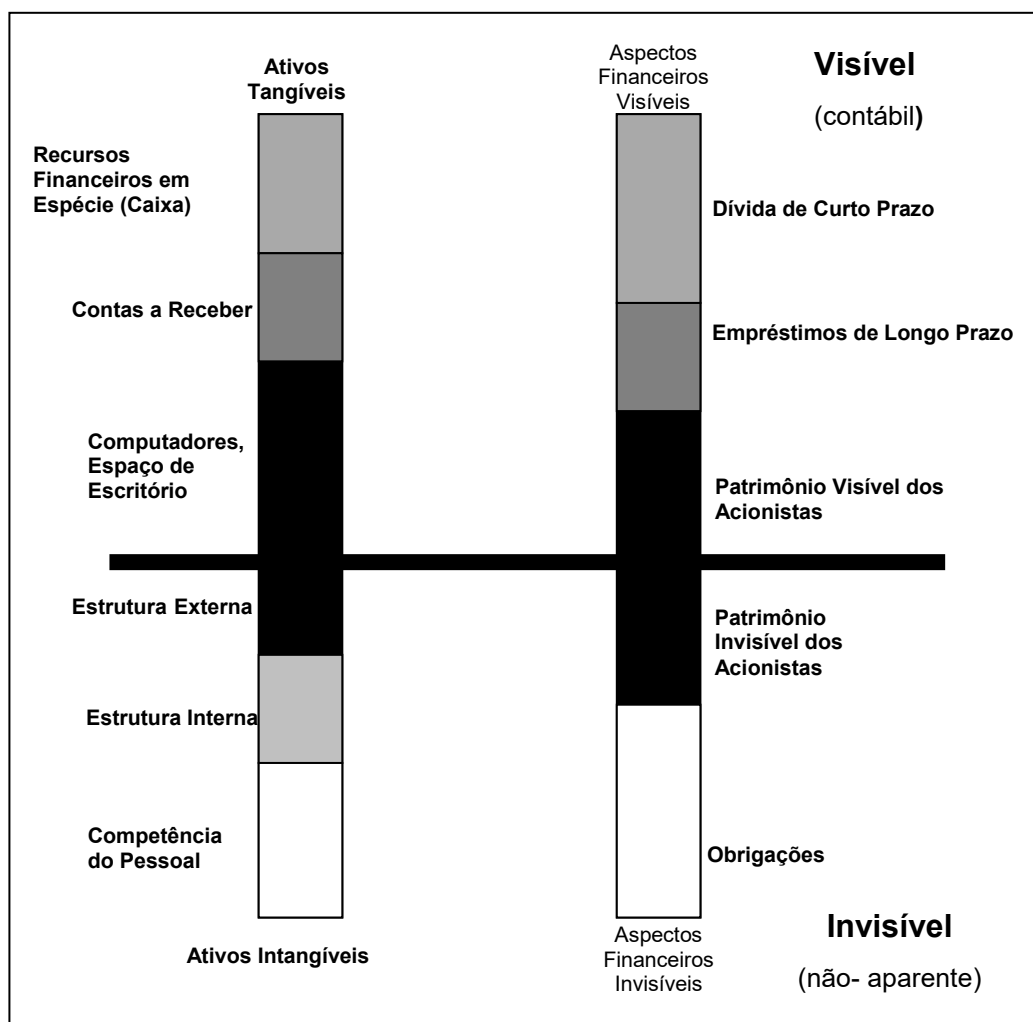 Ativos
Tangíveis
Aspectos
Financeiros
Visíveis
Visível
(contábil)
Recursos
Financeiros em
Espécie (Caixa)
Dívida de Curto Prazo
Contas a Receber
Empréstimos de Longo Prazo
Computadores,
Espaço de
Escritório
Patrimônio Visível dos
Acionistas
Estrutura Externa
Patrimônio
Invisível dos
Acionistas
Estrutura Interna
Competência
do Pessoal
Obrigações
Ativos Intangíveis
Aspectos
Financeiros
Invisíveis
Invisível
(não- aparente)